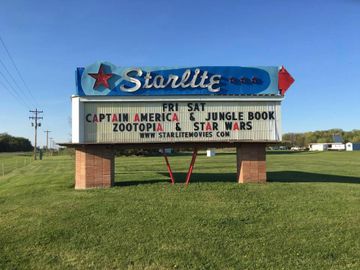 Starlite
FRI SAT
CAPTAIN AMERICA & JUNGLE BOOK
ZOOTOPIA & STAR WARS
WWW STARLITEMOVIES.COM